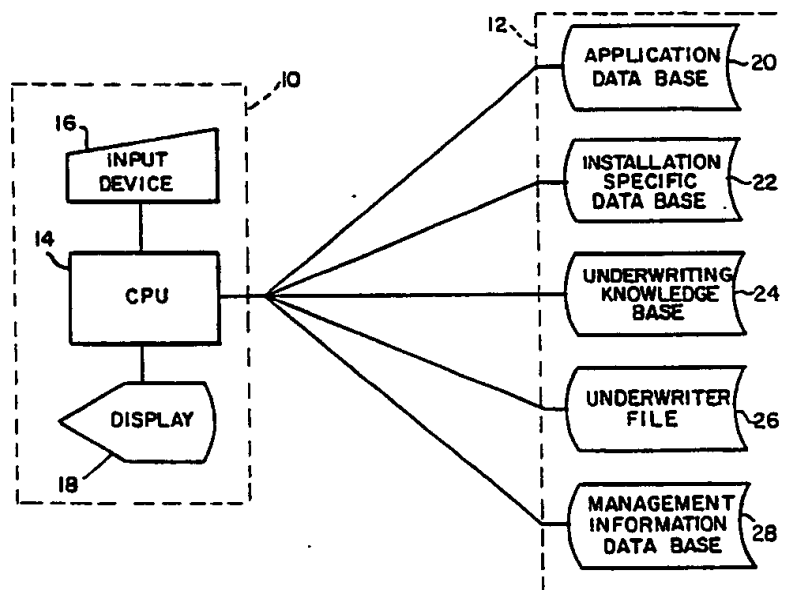 12
APPLICATION
DATA BASE
20
10
16
INPUT
DEVICE
INSTALLATION
SPECIFIC
DATA BASE
22
14
CPU
UNDERWRITING
KNOWLEDGE
BASE
24
DISPLAY
18
UNDERWRITER
FILE
26
MANAGEMENT
INFORMATION
DATA BASE
28